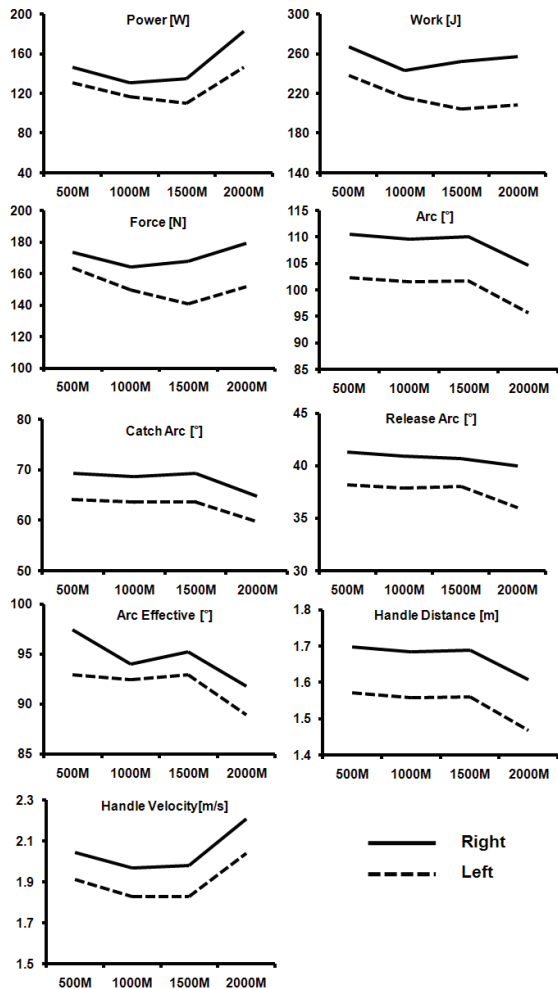 Power [W]
200
160
120
80
40
500M 1000M 1500M 2000M
Work [J]
300
260
220
180
140
500M 1000M 1500M 2000M
Force [N]
200
180
160
140
120
100
500M 1000M 1500M 2000M
Arc [°]
115
110
105
100
95
90
85
500M 1000M 1500M 2000M
Catch Arc [°]
80
70
60
50
500M 1000M 1500M 2000M
Release Arc [°]
45
40
35
30
500M 1000M 1500M 2000M
Arc Effective [°]
100
95
90
85
500M 1000M 1500M 2000M
Handle Distance [m]
1.8
1.7
1.6
1.5
1.4
500M 1000M 1500M 2000M
Handle Velocity[m/s]
2.3
2.1
1.9
1.7
1.5
500M 1000M 1500M 2000M
Right
Left